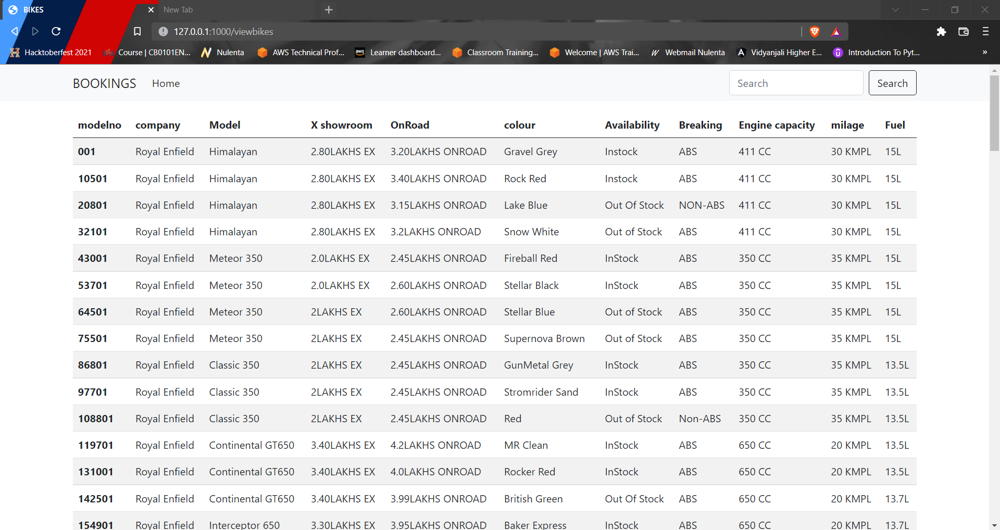 BIKES
New Tab
127.0.0.1:1000/viewbikes
Hacktoberfest 2021 Course | CB0101EN... Nulenta AWS Technical Prof... aws Learner dashboard... Classroom Training... Welcome | AWS Trai... Webmail Nulenta Vidyanjali Higher E... Introduction To Pyt... »
BOOKINGS Home Search Search
modelno company Model X showroom OnRoad colour Availability Breaking Engine capacity milage Fuel
001 Royal Enfield Himalayan 2.80LAKHS EX 3.20LAKHS ONROAD Gravel Grey Instock ABS 411 CC 30 KMPL 15L
10501 Royal Enfield Himalayan 2.80LAKHS EX 3.40LAKHS ONROAD Rock Red Instock ABS 411 CC 30 KMPL 15L
20801 Royal Enfield Himalayan 2.80LAKHS EX 3.15LAKHS ONROAD Lake Blue Out Of Stock NON-ABS 411 CC 30 KMPL 15L
32101 Royal Enfield Himalayan 2.80LAKHS EX 3.2LAKHS ONROAD Snow White Out of Stock ABS 411 CC 30 KMPL 15L
43001 Royal Enfield Meteor 350 2.0LAKHS EX 2.45LAKHS ONROAD Fireball Red InStock ABS 350 CC 35 KMPL 15L
53701 Royal Enfield Meteor 350 2.0LAKHS EX 2.60LAKHS ONROAD Stellar Black InStock ABS 350 CC 35 KMPL 15L
64501 Royal Enfield Meteor 350 2LAKHS EX 2.60LAKHS ONROAD Stellar Blue Out of Stock ABS 350 CC 35 KMPL 15L
75501 Royal Enfield Meteor 350 2LAKHS EX 2.45LAKHS ONROAD Supernova Brown Out of Stock ABS 350 CC 35 KMPL 15L
86801 Royal Enfield Classic 350 2LAKHS EX 2.45LAKHS ONROAD GunMetal Grey InStock ABS 350 CC 35 KMPL 13.5L
97701 Royal Enfield Classic 350 2LAKHS EX 2.45LAKHS ONROAD Stromrider Sand InStock ABS 350 CC 35 KMPL 13.5L
108801 Royal Enfield Classic 350 2LAKHS EX 2.45LAKHS ONROAD Red Out of Stock Non-ABS 350 CC 35 KMPL 13.5L
119701 Royal Enfield Continental GT650 3.40LAKHS EX 4.2LAKHS ONROAD MR Clean InStock ABS 650 CC 20 KMPL 13.5L
131001 Royal Enfield Continental GT650 3.40LAKHS EX 4.0LAKHS ONROAD Rocker Red InStock ABS 650 CC 20 KMPL 13.5L
142501 Royal Enfield Continental GT650 3.40LAKHS EX 3.99LAKHS ONROAD British Green Out Of Stock ABS 650 CC 20 KMPL 13.7L
154901 Royal Enfield Interceptor 650 3.30LAKHS EX 3.95LAKHS ONROAD Baker Express InStock ABS 650 CC 20 KMPL 13.7L